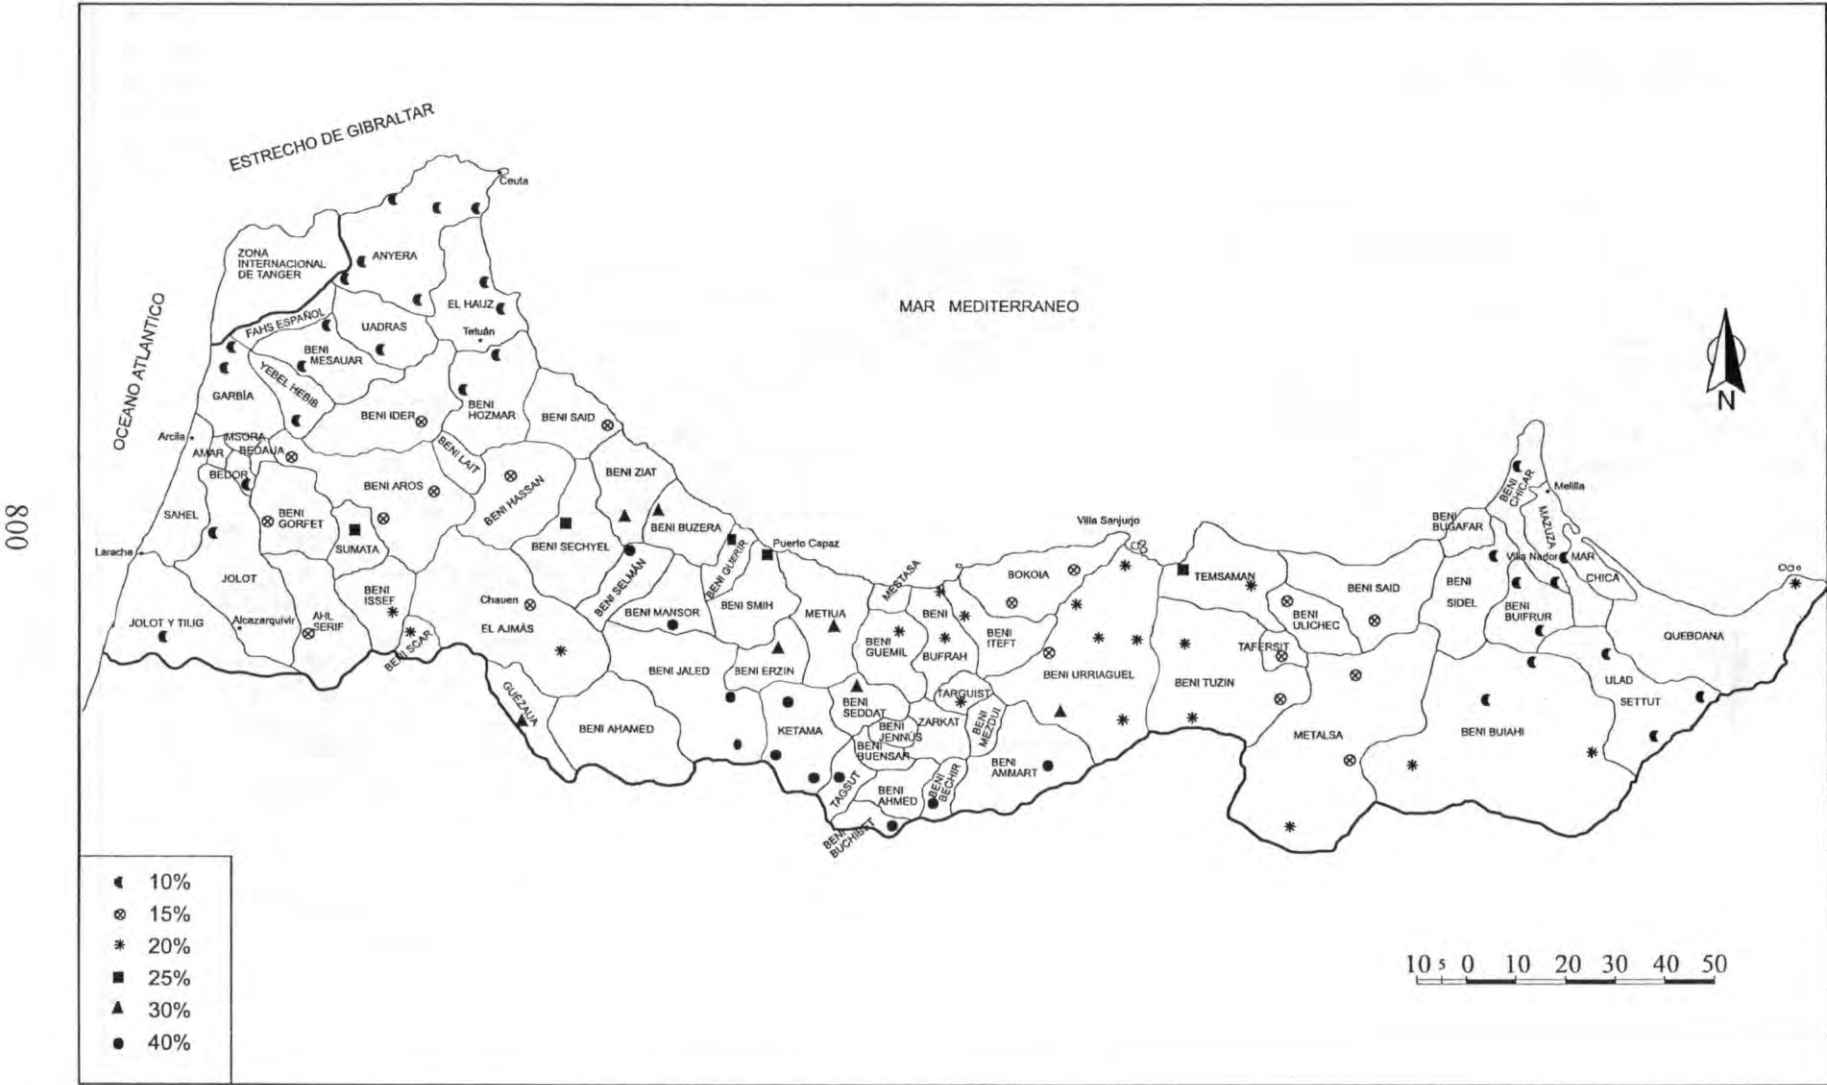 808
ESTRECHO DE GIBRALTAR
Ceuta
ZONA
INTERNACIONAL
DE TANGER
ANYERA
OCEANO ATLANTICO
EL HAUZ
MAR MEDITERRANEO
FAHS ESPAÑOL
UADRAS
Tetuán
BENI
MESAUAR
YEBEL HEBIB
GARBÍA
BENI IDER
BENI
HOZMAR
BENI SAID
N
Arcila
MSORA
BEDAUA
AMAR
BEDOR
BENI LAIT
BENI AROS
BENI HASSAN
BENI ZIAT
SAHEL
BENI
GORFET
SUMATA
BENI SECHYEL
BENI BUZERA
BENI GUERIR
Puerto Capaz
Villa Sanjurjo
BENI
CHICAR
Melilla
MAZUZA
BENI
BUGAFAR
Villa Nador
MAR
CHICA
Larache
JOLOT
BENI
ISSEF
Chauen
BENI SELMÁN
BENI MANSOR
BENI SMIH
METIUA
MESTASA
BOKOIA
TEMSAMAN
BENI SAID
BENI
SIDEL
BENI
ULICHEC
BENI
BUIFRUR
JOLOT Y TILIG
Alcazarquivir
AHL
SERIF
BENI SCAR
EL AJMÁS
BENI
GUEMIL
BENI
BUFRAH
BENI
ITEFT
TAFERSIT
QUEBDANA
GUEZAUA
BENI JALED
BENI ERZIN
BENI URRIAGUEL
BENI TUZIN
ULAD
SETTUT
BENI AHAMED
KETAMA
BENI
SEDDAT
TARGUIST
ZARKAT
BENI
MEZDUI
BENI
JENNÚS
BENI
BUENSAR
METALSA
BENI BUIAHI
TAGSUT
BENI
AHMED
BENI
BECHIR
BENI
AMMART
BENI
BUCHIBET
10%
15%
20%
25%
30%
40%
10 5 0 10 20 30 40 50